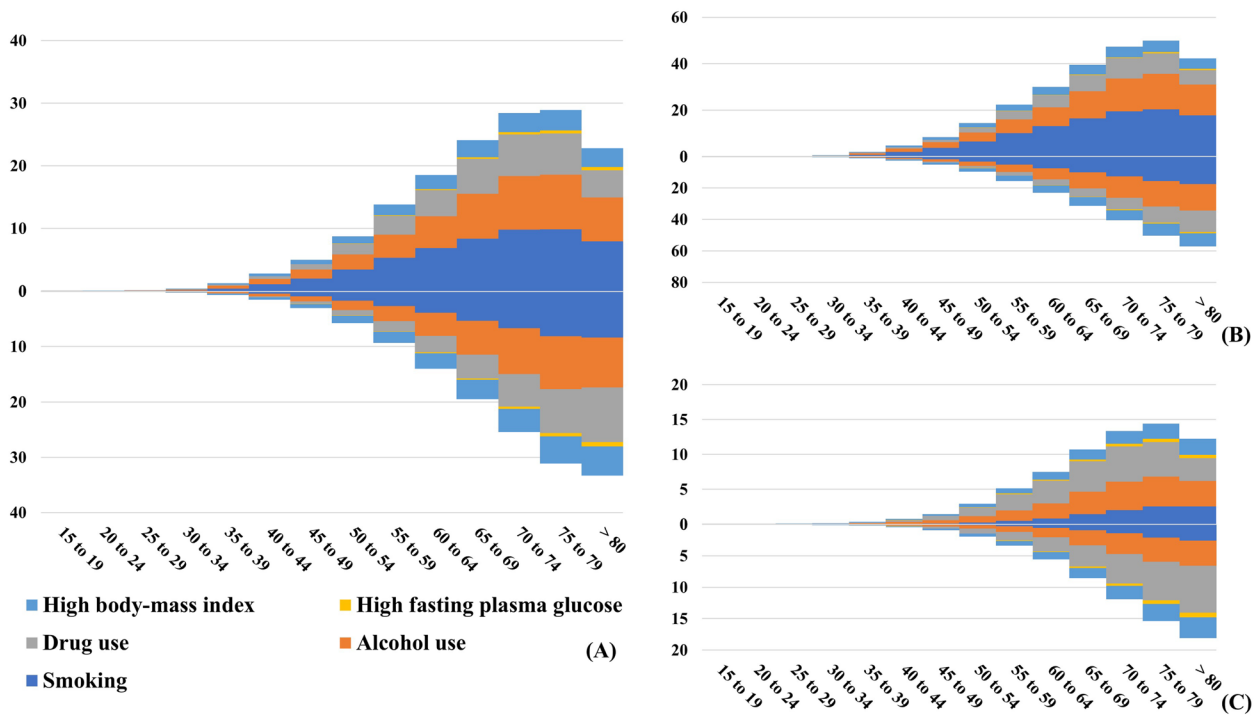 40
30
20
10
0
10
20
30
40
15 to 19
20 to 24
25 to 29
30 to 34
35 to 39
40 to 44
45 to 49
50 to 54
55 to 59
60 to 64
65 to 69
70 to 74
75 to 79
> 80
High body-mass index
High fasting plasma glucose
Drug use
Alcohol use
Smoking
(A)
60
40
20
0
20
40
60
80
15 to 19
20 to 24
25 to 29
30 to 34
35 to 39
40 to 44
45 to 49
50 to 54
55 to 59
60 to 64
65 to 69
70 to 74
75 to 79
> 80
(B)
20
15
10
5
0
5
10
15
20
15 to 19
20 to 24
25 to 29
30 to 34
35 to 39
40 to 44
45 to 49
50 to 54
55 to 59
60 to 64
65 to 69
70 to 74
75 to 79
> 80
(C)